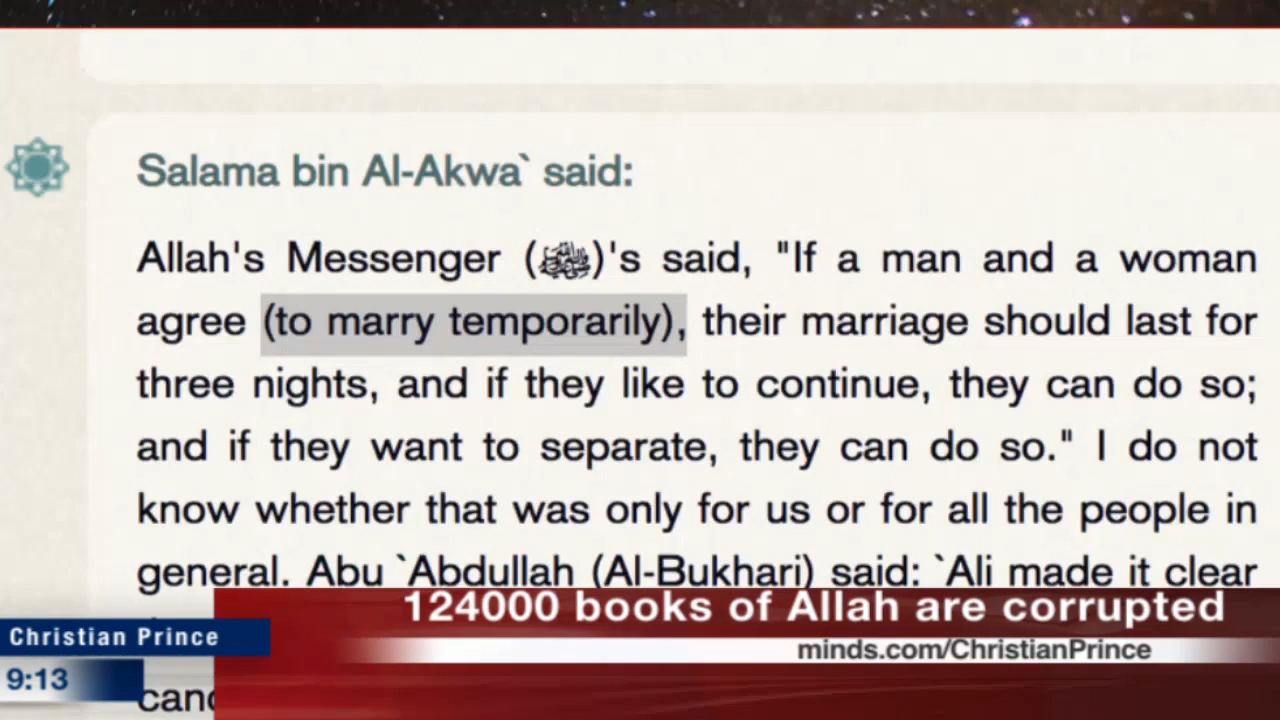 Salama bin Al-Akwa` said:
Allah's Messenger (ﷺ)'s said, "If a man and a woman
agree (to marry temporarily), their marriage should last for
three nights, and if they like to continue, they can do so;
and if they want to separate, they can do so." I do not
know whether that was only for us or for all the people in
general. Abu `Abdullah (Al-Bukhari) said: `Ali made it clear
124000 books of Allah are corrupted
Christian Prince
minds.com/ChristianPrince
9:13